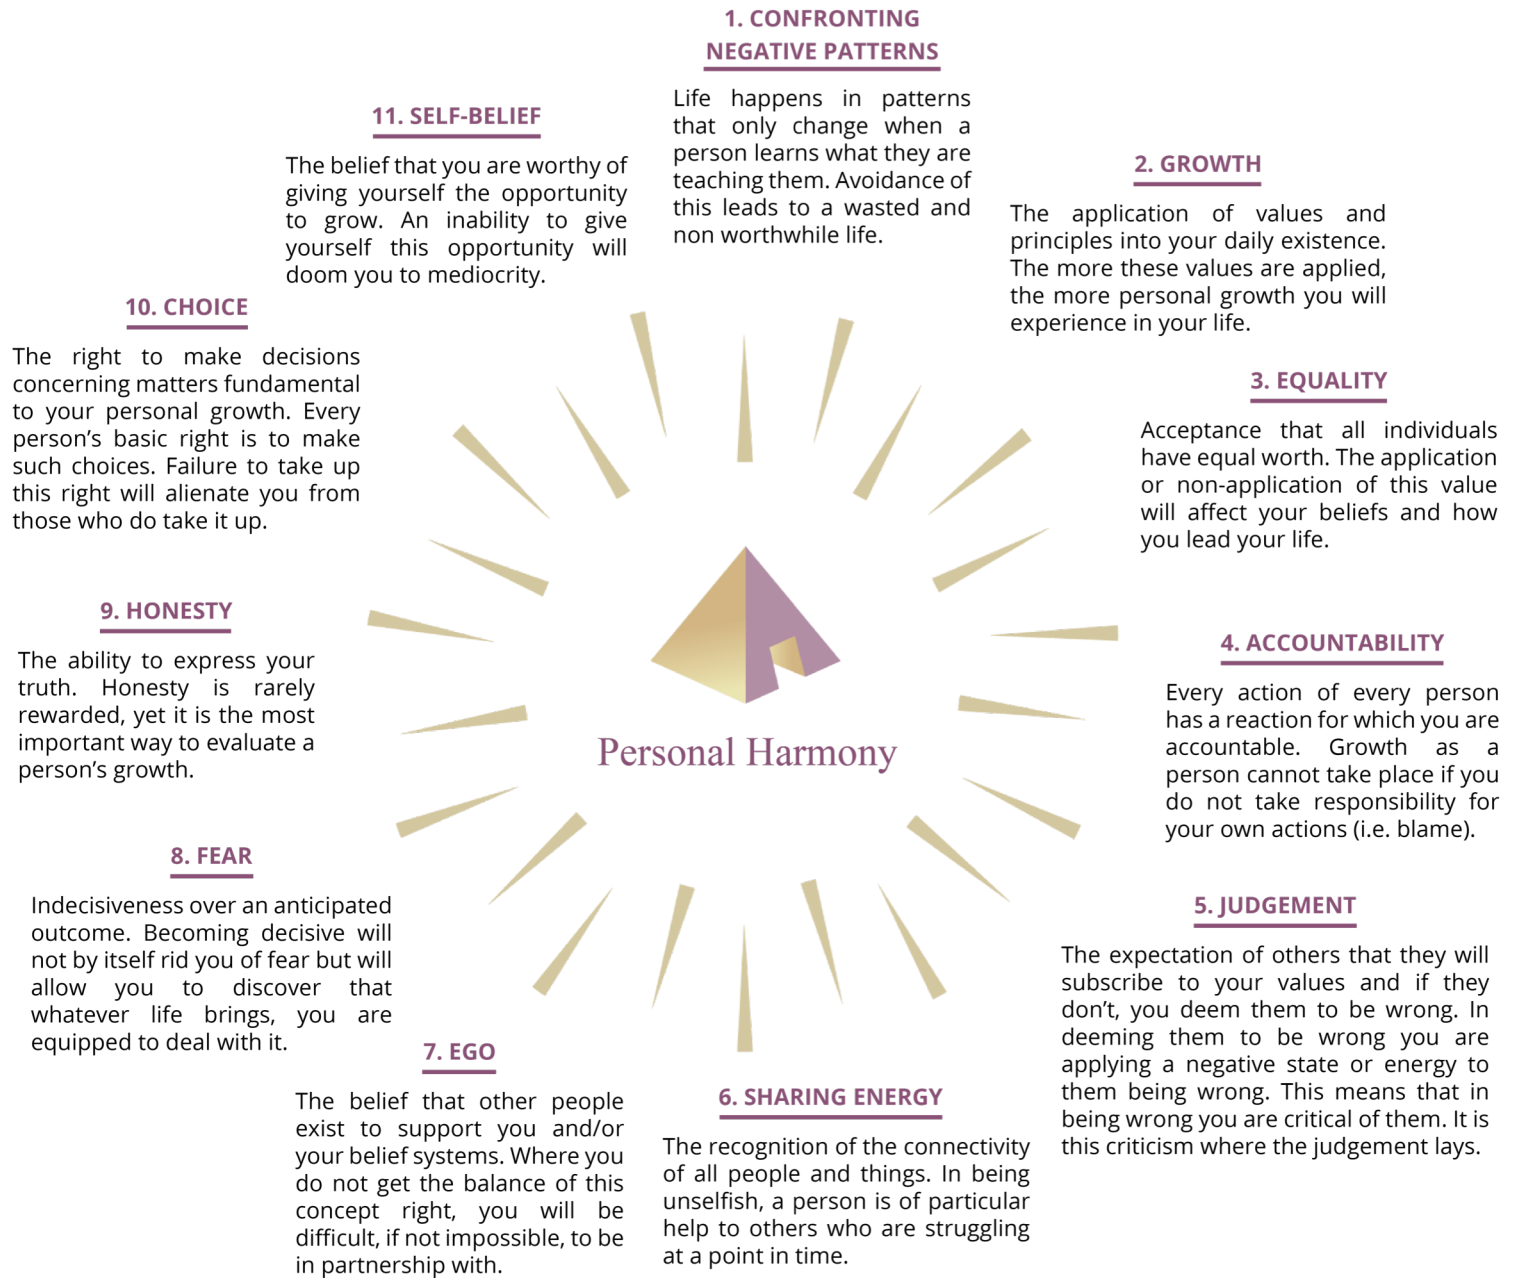 1. CONFRONTING
NEGATIVE PATTERNS
Life happens in patterns
that only change when a
person learns what they are
teaching them. Avoidance of
this leads to a wasted and
non worthwhile life.
2. GROWTH
The application of values and
principles into your daily existence.
The more these values are applied,
the more personal growth you will
experience in your life.
3. EQUALITY
Acceptance that all individuals
have equal worth. The application
or non-application of this value
will affect your beliefs and how
you lead your life.
4. ACCOUNTABILITY
Every action of every person
has a reaction for which you are
accountable. Growth as a
person cannot take place if you
do not take responsibility for
your own actions (i.e. blame).
5. JUDGEMENT
The expectation of others that they will
subscribe to your values and if they
don’t, you deem them to be wrong. In
deeming them to be wrong you are
applying a negative state or energy to
them being wrong. This means that in
being wrong you are critical of them. It is
this criticism where the judgement lays.
6. SHARING ENERGY
The recognition of the connectivity
of all people and things. In being
unselfish, a person is of particular
help to others who are struggling
at a point in time.
7. EGO
The belief that other people
exist to support you and/or
your belief systems. Where you
do not get the balance of this
concept right, you will be
difficult, if not impossible, to be
in partnership with.
8. FEAR
Indecisiveness over an anticipated
outcome. Becoming decisive will
not by itself rid you of fear but will
allow you to discover that
whatever life brings, you are
equipped to deal with it.
9. HONESTY
The ability to express your
truth. Honesty is rarely
rewarded, yet it is the most
important way to evaluate a
person’s growth.
10. CHOICE
The right to make decisions
concerning matters fundamental
to your personal growth. Every
person’s basic right is to make
such choices. Failure to take up
this right will alienate you from
those who do take it up.
11. SELF-BELIEF
The belief that you are worthy of
giving yourself the opportunity
to grow. An inability to give
yourself this opportunity will
doom you to mediocrity.
Personal Harmony